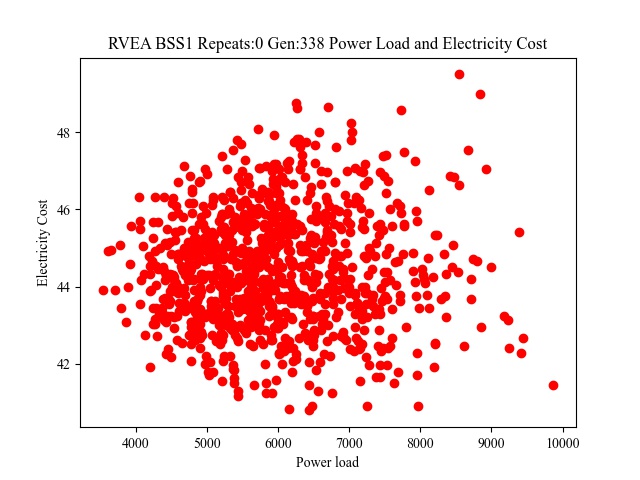 RVEA BSS1 Repeats:0 Gen:338 Power Load and Electricity Cost
Electricity Cost
48
46
44
42
4000 5000 6000 7000 8000 9000 10000
Power load